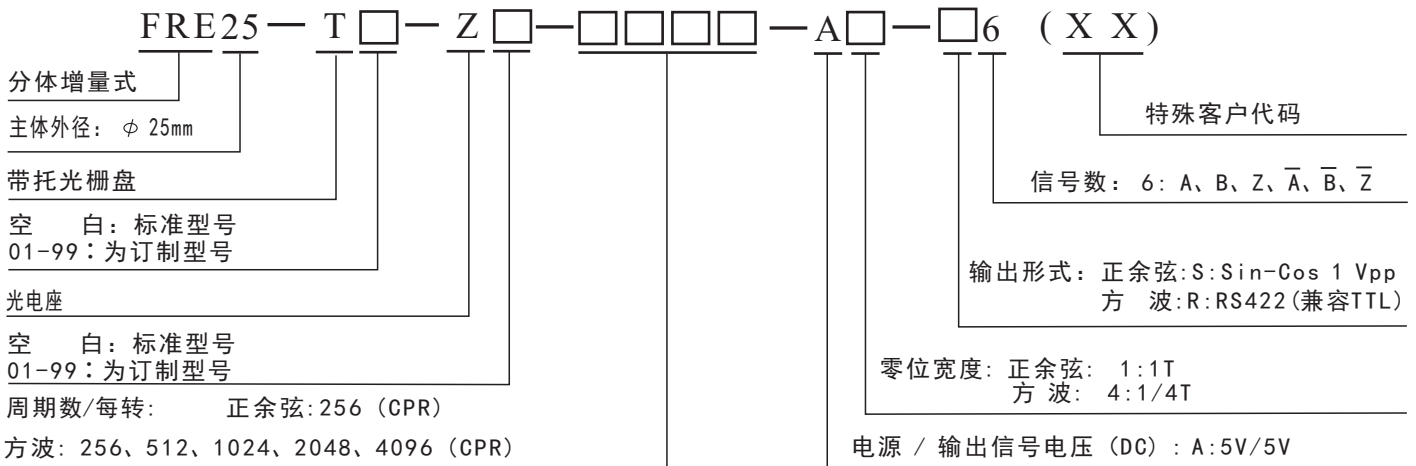 FRE25—T□—Z□—□□□□—A□—□6 (XX)
分体增量式
主体外径: φ 25mm
带托光栅盘
空 白: 标准型号
01-99:为订制型号
光电座
空 白: 标准型号
01-99:为订制型号
周期数/每转: 正余弦:256 (CPR)
方波: 256、512、1024、2048、4096 (CPR)
特殊客户代码
信号数: 6: A、B、Z、A̅、B̅、Z̅
输出形式: 正余弦:S:Sin-Cos 1 Vpp
方 波:R:RS422(兼容TTL)
零位宽度: 正余弦: 1:1T
方 波: 4:1/4T
电源 / 输出信号电压 (DC) : A:5V/5V